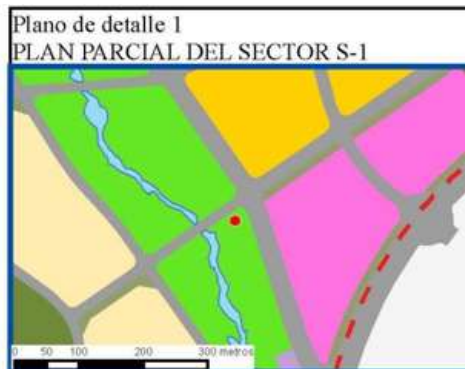 Plano de detalle 1
PLAN PARCIAL DEL SECTOR S-1
0 50 100 200 300 metros